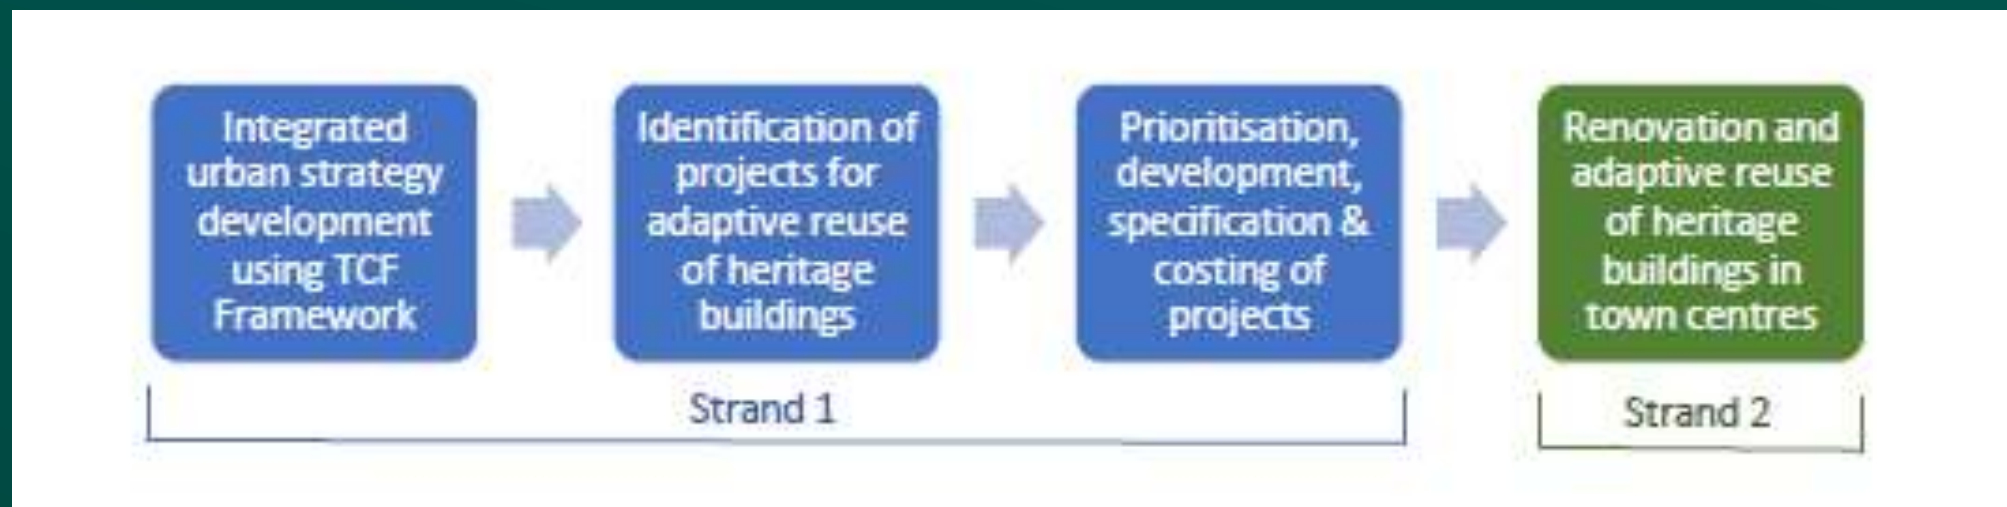 Integrated
urban strategy
development
using TCF
Framework
Identification of
projects for
adaptive reuse
of heritage
buildings
Prioritisation,
development,
specification &
costing of
projects
Renovation and
adaptive reuse
of heritage
buildings in
town centres
Strand 1
Strand 2